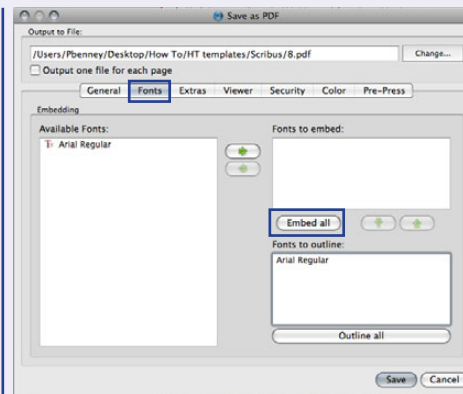 Save as PDF
Output to File:
/Users/Pbenney/Desktop/How To/HT templates/Scribus/8.pdf
Change...
Output one file for each page
General Fonts Extras Viewer Security Color Pre-Press
Embedding
Available Fonts:
Arial Regular
Fonts to embed:
Embed all
Fonts to outline:
Arial Regular
Outline all
Save Cancel